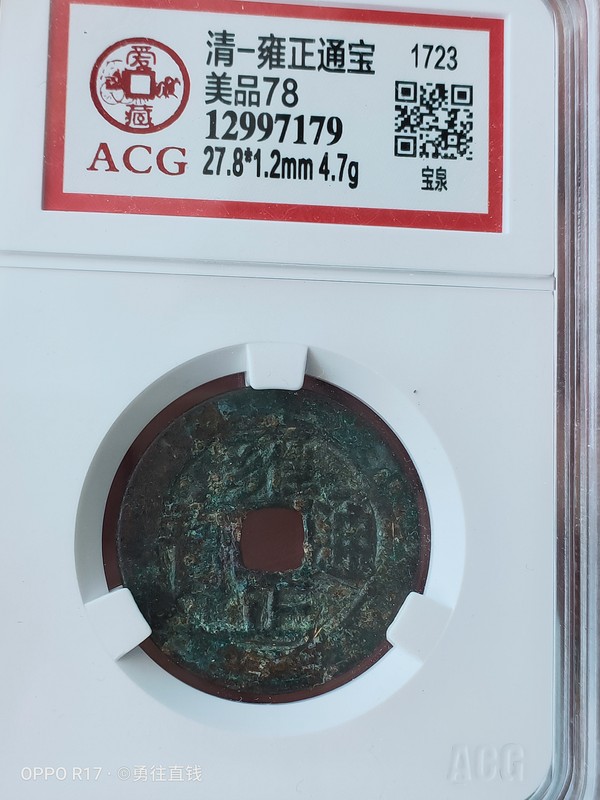 爱藏
ACG
清-雍正通宝 1723
美品78
12997179
27.8*1.2mm 4.7g
宝泉
雍正通
ACG
OPPO R17 · ©勇往直钱